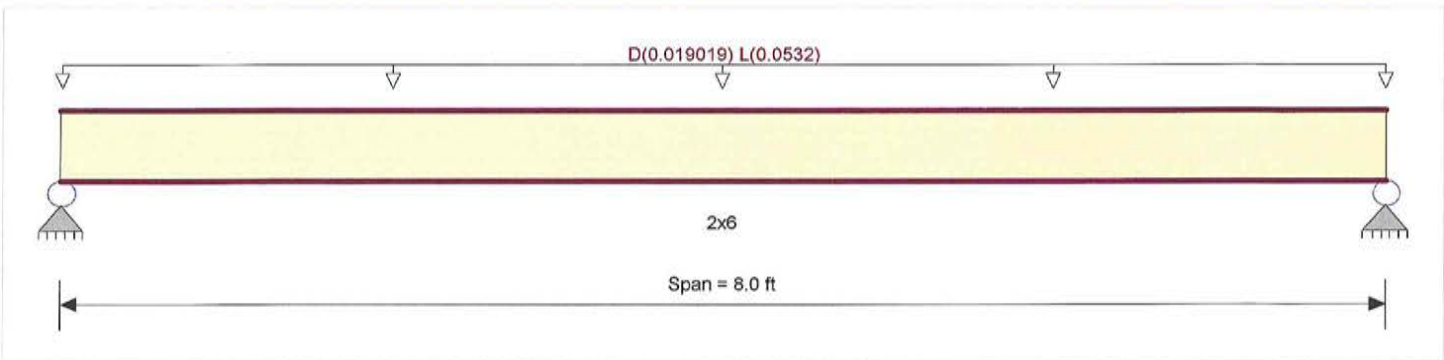 D(0.019019) L(0.0532)
2x6
Span = 8.0 ft